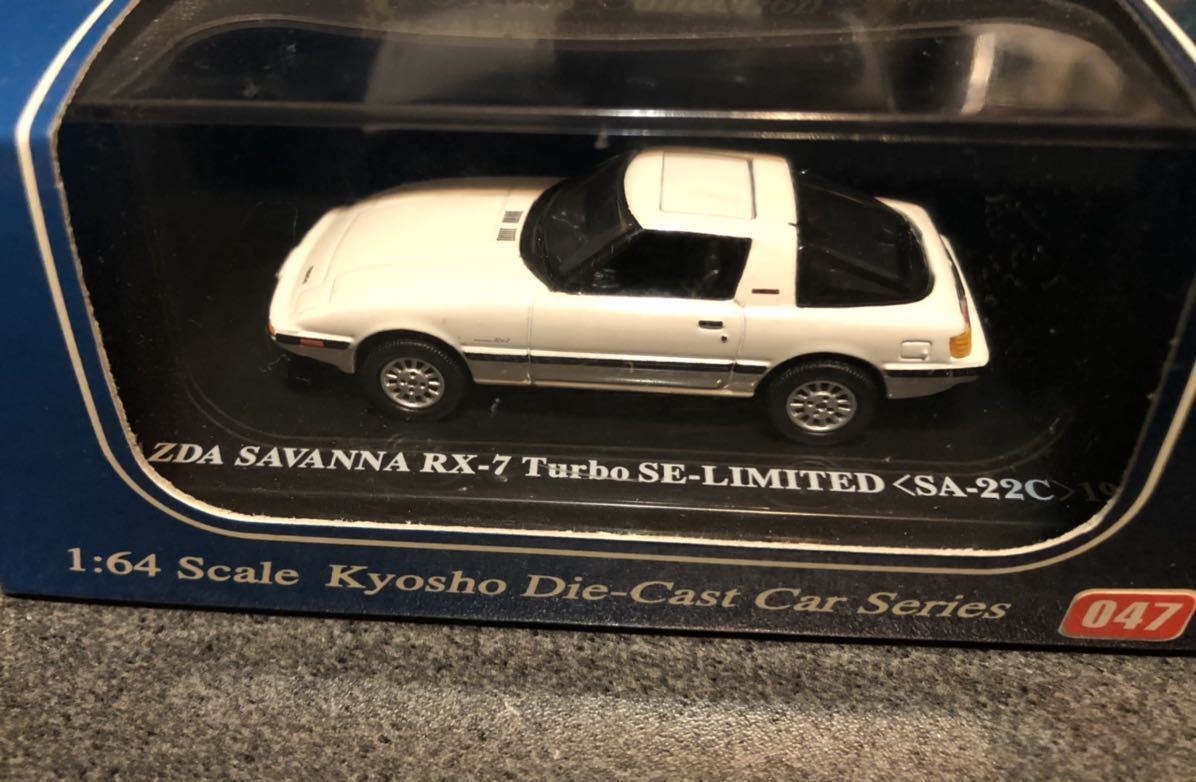 ZDA SAVANNA RX-7 Turbo SE-LIMITED <SA-22C>
1:64 Scale Kyosho Die-Cast Car Series
047